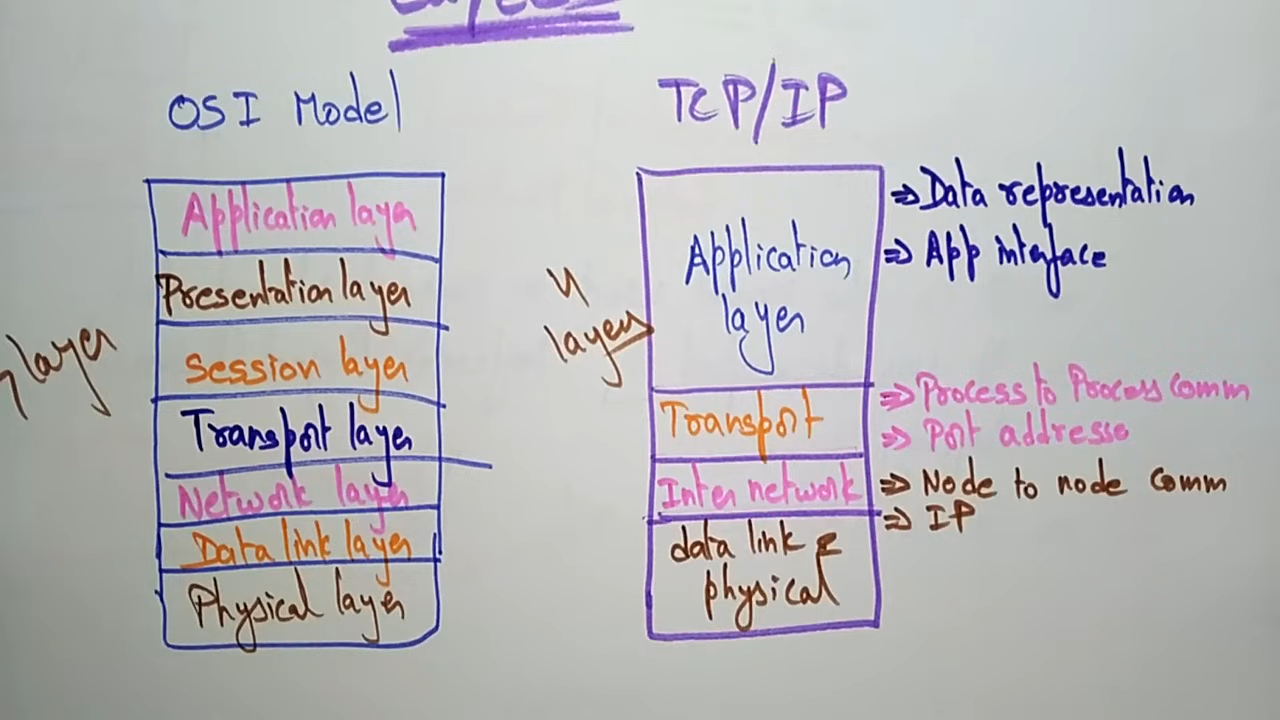 Layers
OSI Model
Application layer
Presentation layer
Session layer
Transport layer
Network layer
Data link layer
Physical layer
layer
TCP/IP
4
layers
Application
layer
Transport
Inter network
data link &
physical
⇒ Data representation
⇒ App interface
⇒ Process to Process comm
⇒ Port address
⇒ Node to node comm
⇒ IP